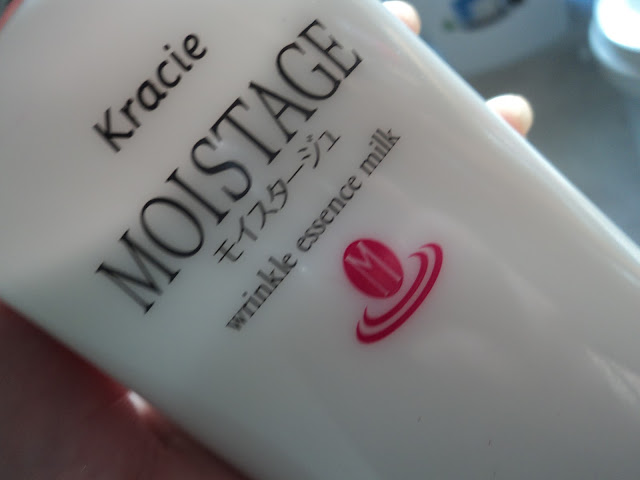 Kracie
MOISTAGE
モイスタージュ
wrinkle essence milk
M